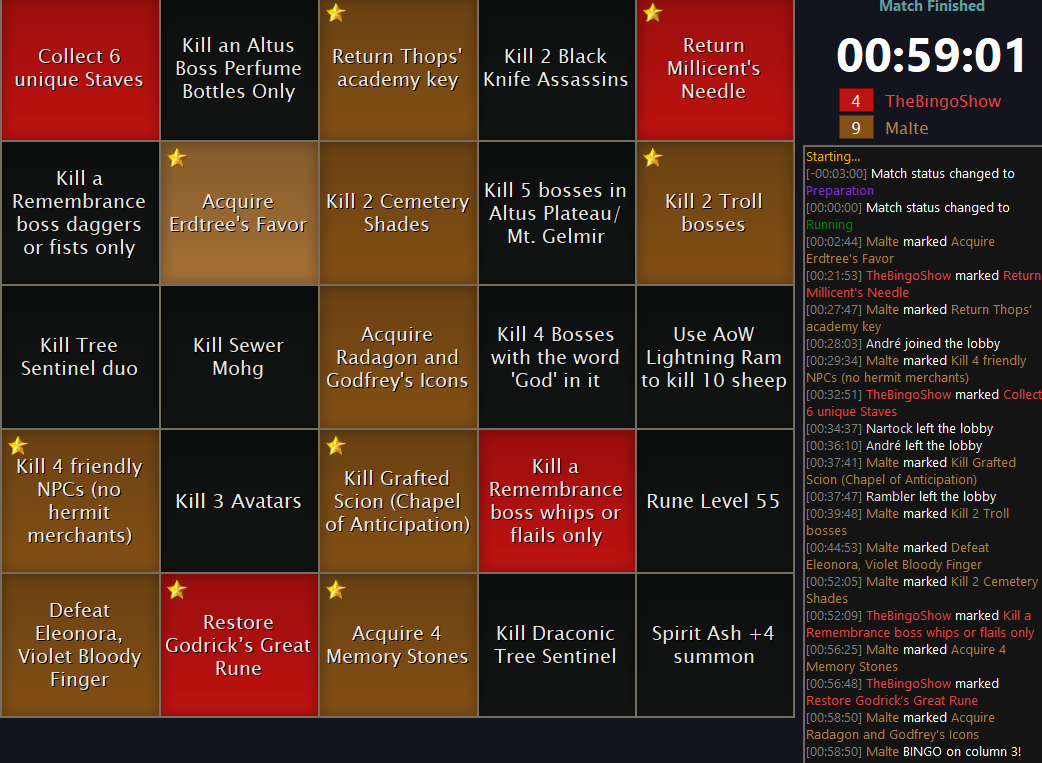 Collect 6
unique Staves
Kill an Altus
Boss Perfume
Bottles Only
Return Thops'
academy key
Kill 2 Black
Knife Assassins
Return
Millicent's
Needle
Kill a
Remembrance
boss daggers
or fists only
Acquire
Erdtree's Favor
Kill 2 Cemetery
Shades
Kill 5 bosses in
Altus Plateau/
Mt. Gelmir
Kill 2 Troll
bosses
Kill Tree
Sentinel duo
Kill Sewer
Mohg
Acquire
Radagon and
Godfrey's Icons
Kill 4 Bosses
with the word
'God' in it
Use AoW
Lightning Ram
to kill 10 sheep
Kill 4 friendly
NPCs (no
hermit
merchants)
Kill 3 Avatars
Kill Grafted
Scion (Chapel
of Anticipation)
Kill a
Remembrance
boss whips or
flails only
Rune Level 55
Defeat
Eleonora,
Violet Bloody
Finger
Restore
Godrick’s Great
Rune
Acquire 4
Memory Stones
Kill Draconic
Tree Sentinel
Spirit Ash +4
summon
Match Finished
00:59:01
4 TheBingoShow
9 Malte
Starting...
[-00:03:00] Match status changed to
Preparation
[00:00:00] Match status changed to
Running
[00:02:44] Malte marked Acquire
Erdtree's Favor
[00:21:53] TheBingoShow marked Return
Millicent's Needle
[00:27:47] Malte marked Return Thops'
academy key
[00:28:03] André joined the lobby
[00:29:34] Malte marked Kill 4 friendly
NPCs (no hermit merchants)
[00:32:51] TheBingoShow marked Collect
6 unique Staves
[00:34:37] Nartock left the lobby
[00:36:10] André left the lobby
[00:37:41] Malte marked Kill Grafted
Scion (Chapel of Anticipation)
[00:37:47] Rambler left the lobby
[00:39:48] Malte marked Kill 2 Troll
bosses
[00:44:53] Malte marked Defeat
Eleonora, Violet Bloody Finger
[00:52:05] Malte marked Kill 2 Cemetery
Shades
[00:52:09] TheBingoShow marked Kill a
Remembrance boss whips or flails only
[00:56:25] Malte marked Acquire 4
Memory Stones
[00:56:48] TheBingoShow marked
Restore Godrick’s Great Rune
[00:58:50] Malte marked Acquire
Radagon and Godfrey's Icons
[00:58:50] Malte BINGO on column 3!